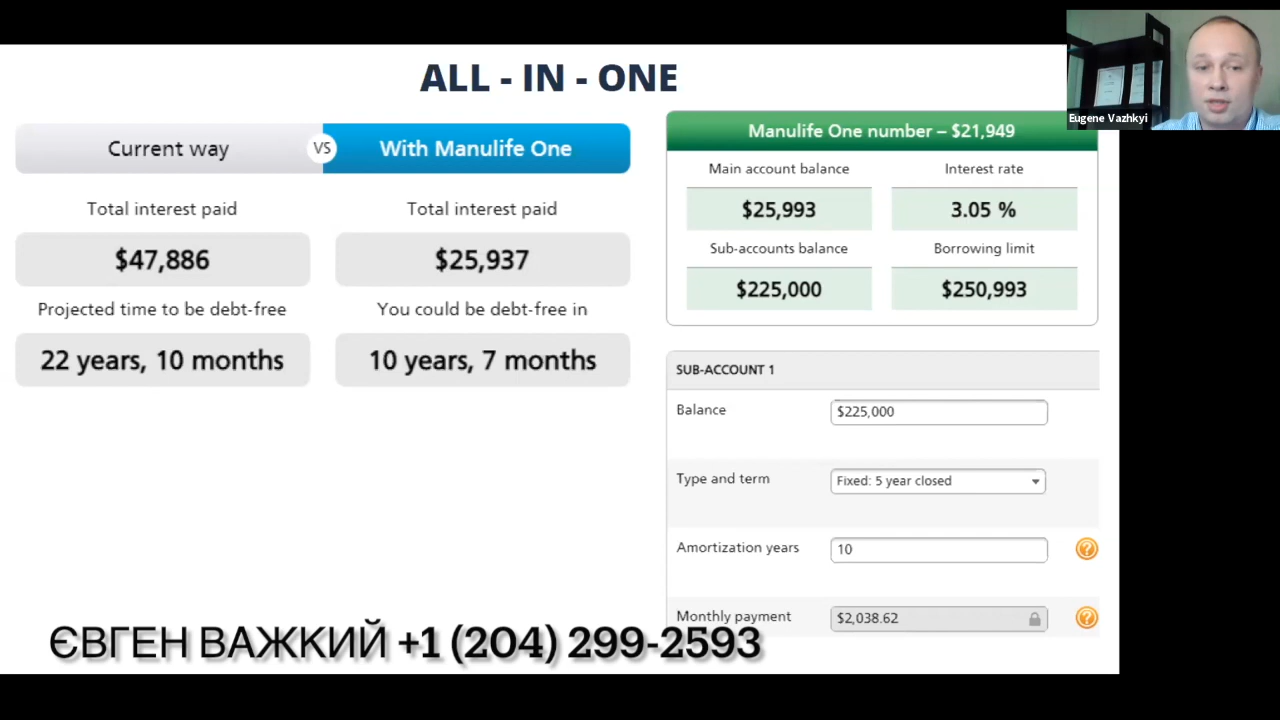 ALL - IN - ONE
Eugene Vazhkyi
Current way
VS
With Manulife One
Total interest paid
Total interest paid
$47,886
$25,937
Projected time to be debt-free
You could be debt-free in
22 years, 10 months
10 years, 7 months
Manulife One number – $21,949
Main account balance
Interest rate
$25,993
3.05 %
Sub-accounts balance
Borrowing limit
$225,000
$250,993
SUB-ACCOUNT 1
Balance
$225,000
Type and term
Fixed: 5 year closed
Amortization years
10
?
Monthly payment
$2,038.62
?
ЄВГЕН ВАЖКИЙ +1 (204) 299-2593